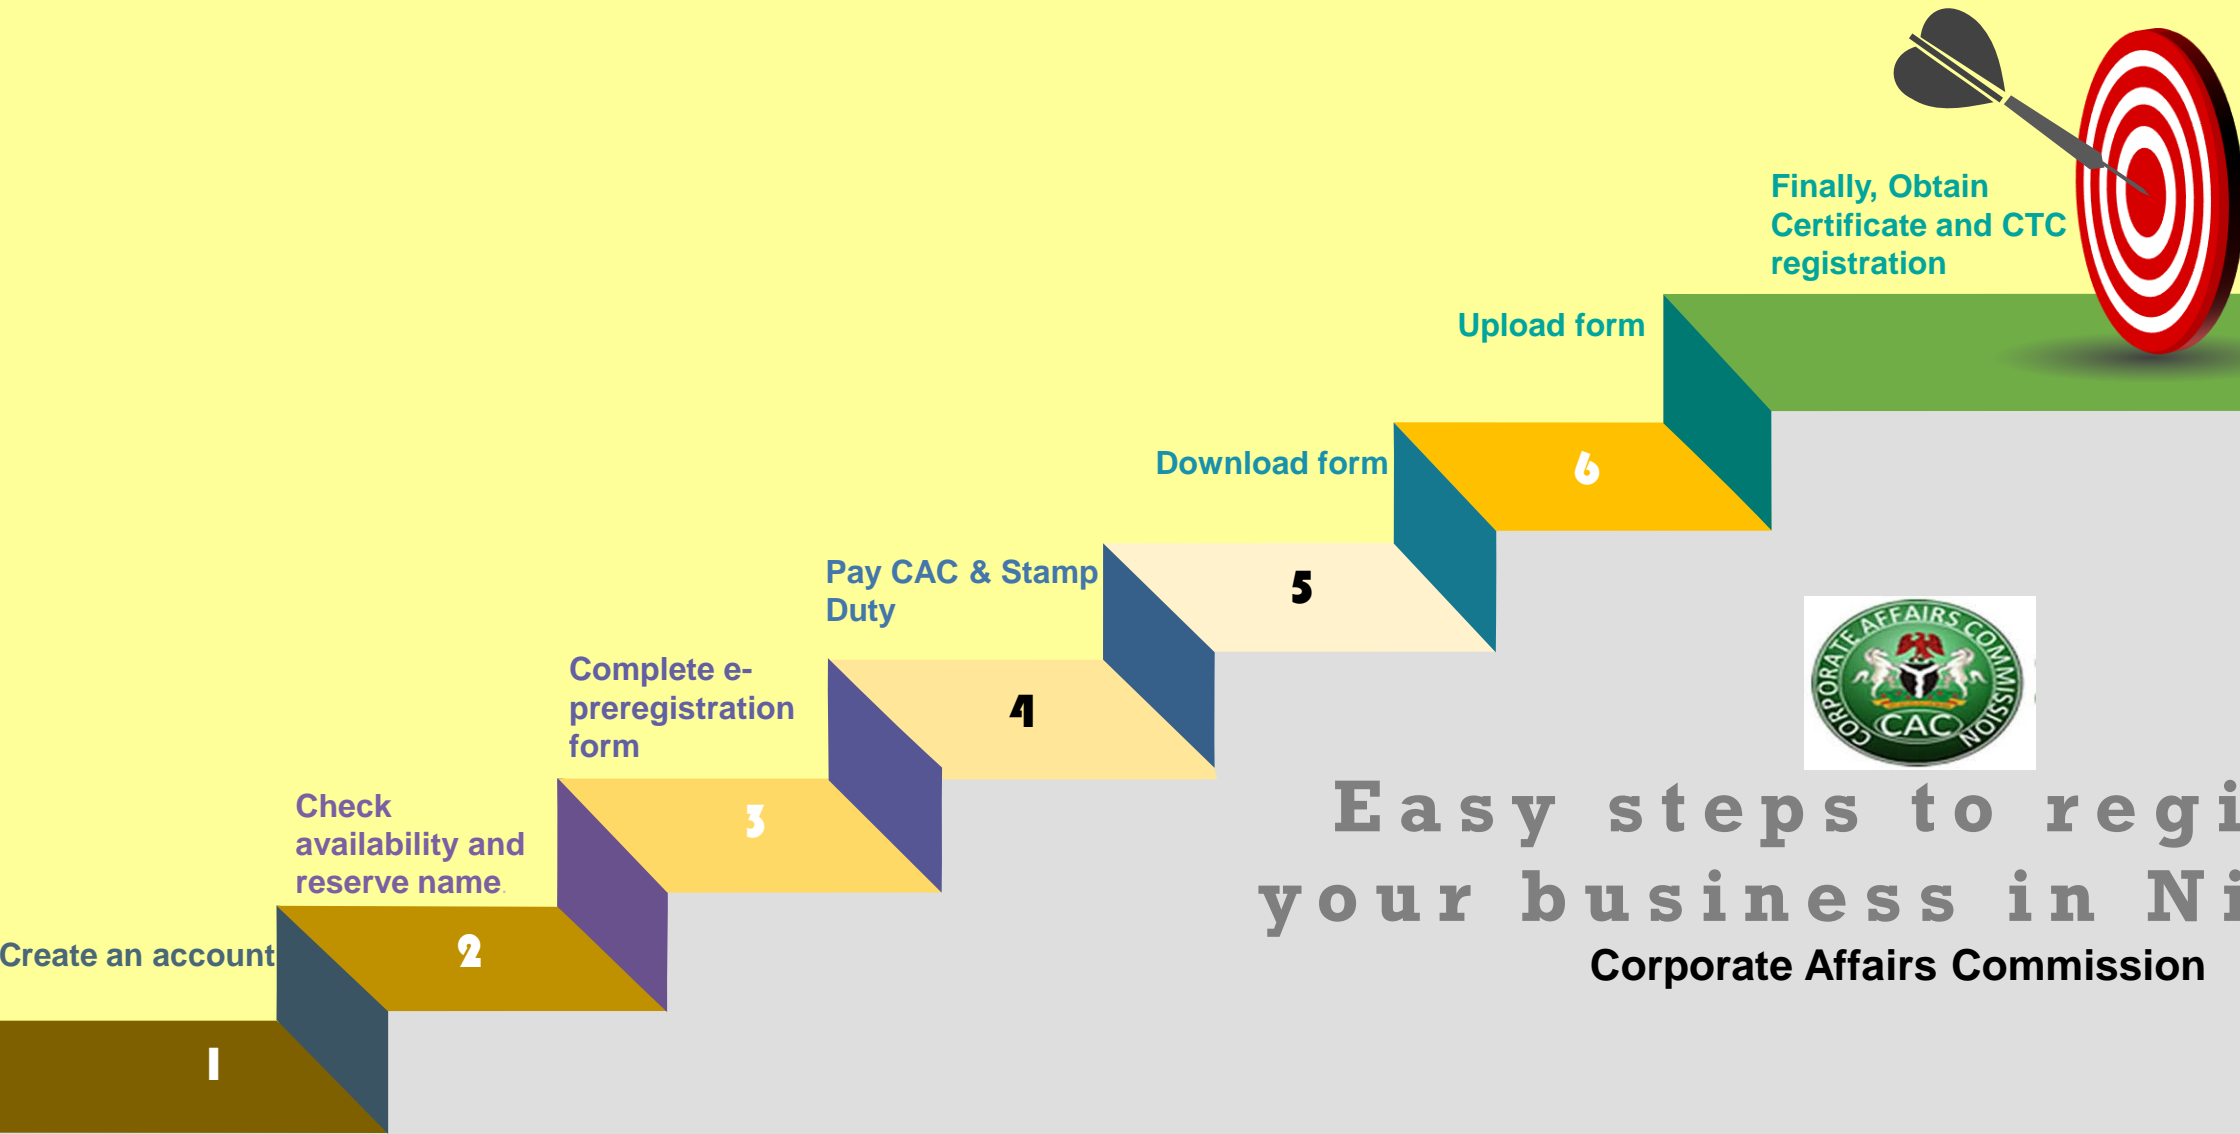 Finally, Obtain
Certificate and CTC
registration
Upload form
Download form
6
Pay CAC & Stamp
Duty
5
Complete e-
preregistration
form
4
CORPORATE AFFAIRS COMMISSION
CAC
Check
availability and
reserve name.
3
Easy steps to regi
your business in Ni
Corporate Affairs Commission
Create an account
2
1